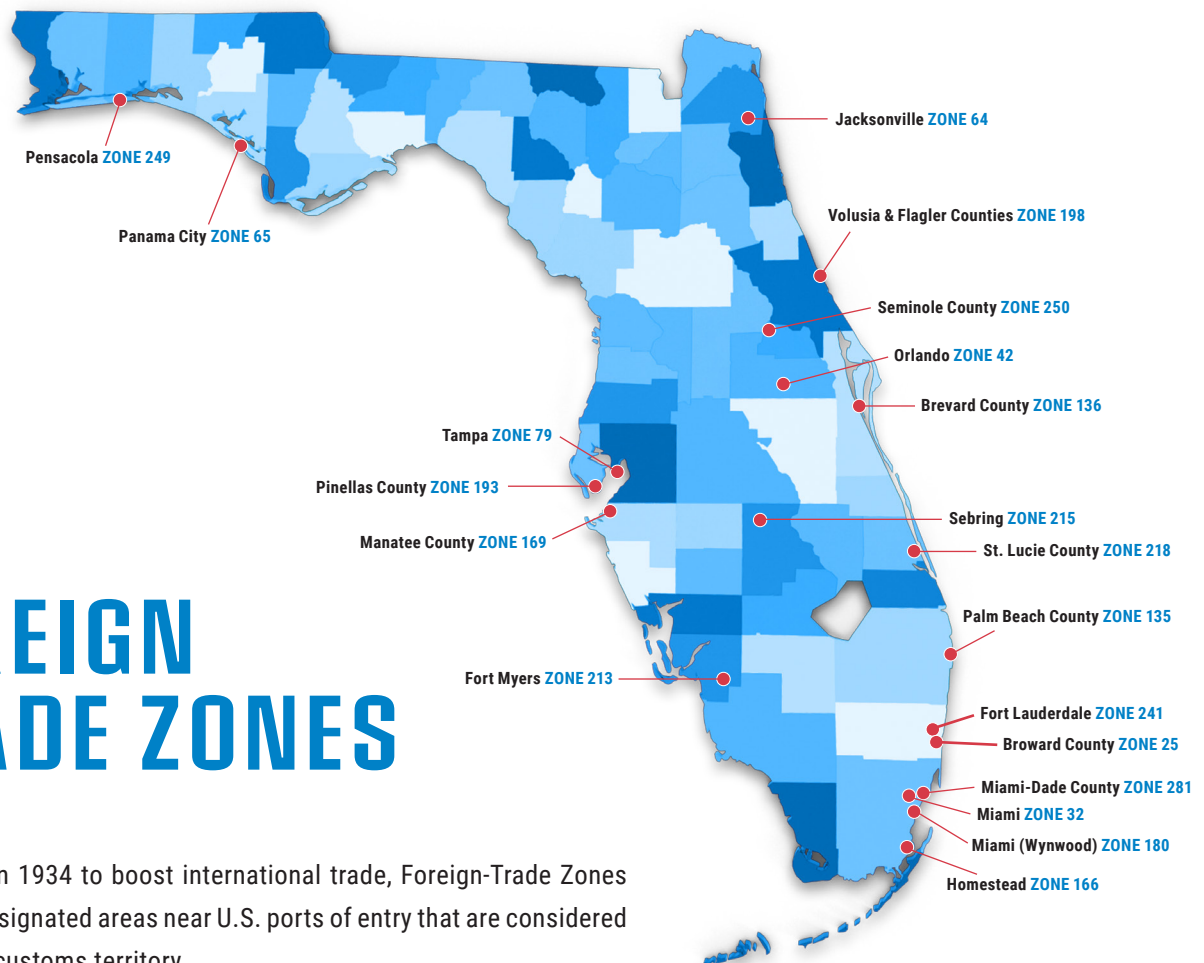 Jacksonville ZONE 64
Pensacola ZONE 249
Volusia & Flagler Counties ZONE 198
Panama City ZONE 65
Seminole County ZONE 250
Orlando ZONE 42
Brevard County ZONE 136
Tampa ZONE 79
Pinellas County ZONE 193
Sebring ZONE 215
Manatee County ZONE 169
St. Lucie County ZONE 218
Palm Beach County ZONE 135
Fort Myers ZONE 213
Fort Lauderdale ZONE 241
Broward County ZONE 25
Miami-Dade County ZONE 281
Miami ZONE 32
Miami (Wynwood) ZONE 180
Homestead ZONE 166
EIGN
ADE ZONES
n 1934 to boost international trade, Foreign-Trade Zones
signated areas near U.S. ports of entry that are considered
customs territory